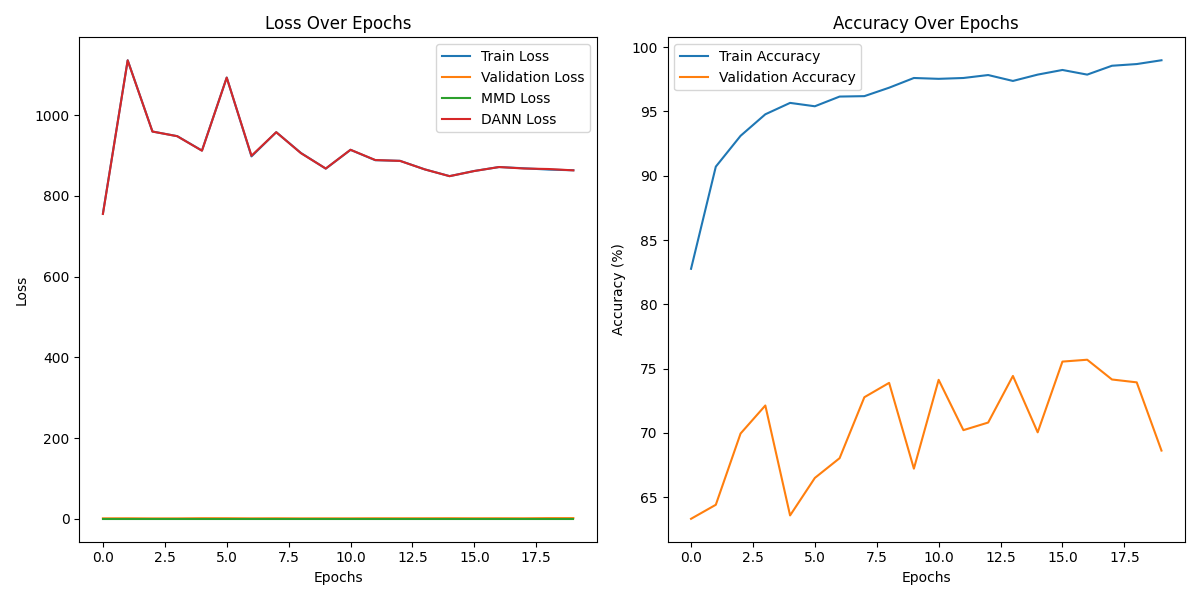 Loss Over Epochs
Train Loss
Validation Loss
MMD Loss
DANN Loss
Loss
1000
800
600
400
200
0
0.0 2.5 5.0 7.5 10.0 12.5 15.0 17.5
Epochs
Accuracy Over Epochs
Train Accuracy
Validation Accuracy
Accuracy (%)
100
95
90
85
80
75
70
65
0.0 2.5 5.0 7.5 10.0 12.5 15.0 17.5
Epochs